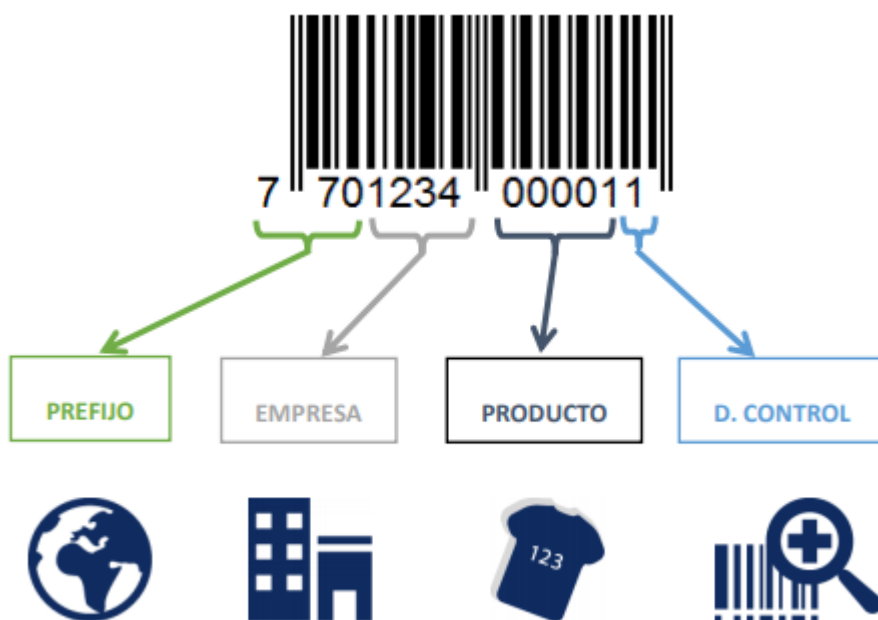 7 701234 000011
PREFIJO EMPRESA PRODUCTO D. CONTROL
123